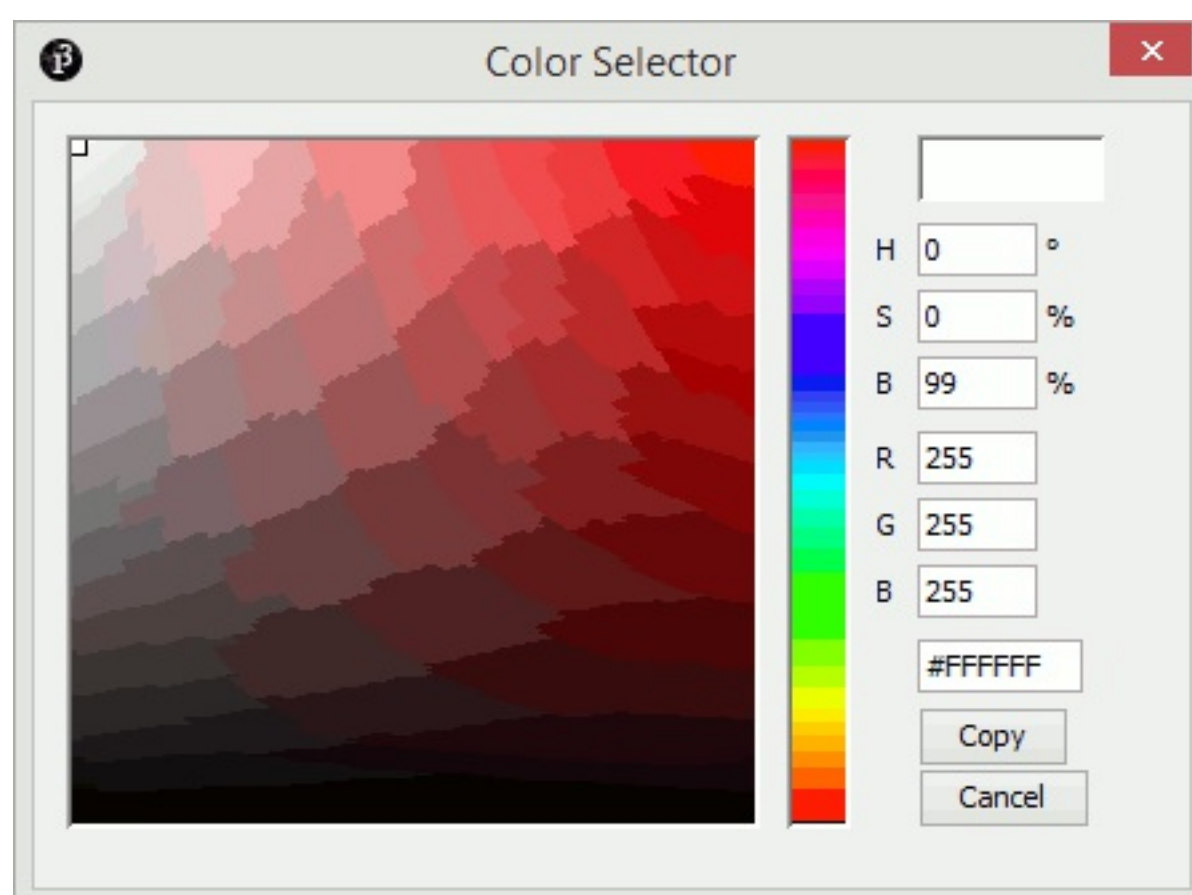 Color Selector
H 0 °
S 0 %
B 99 %
R 255
G 255
B 255
#FFFFFF
Copy
Cancel